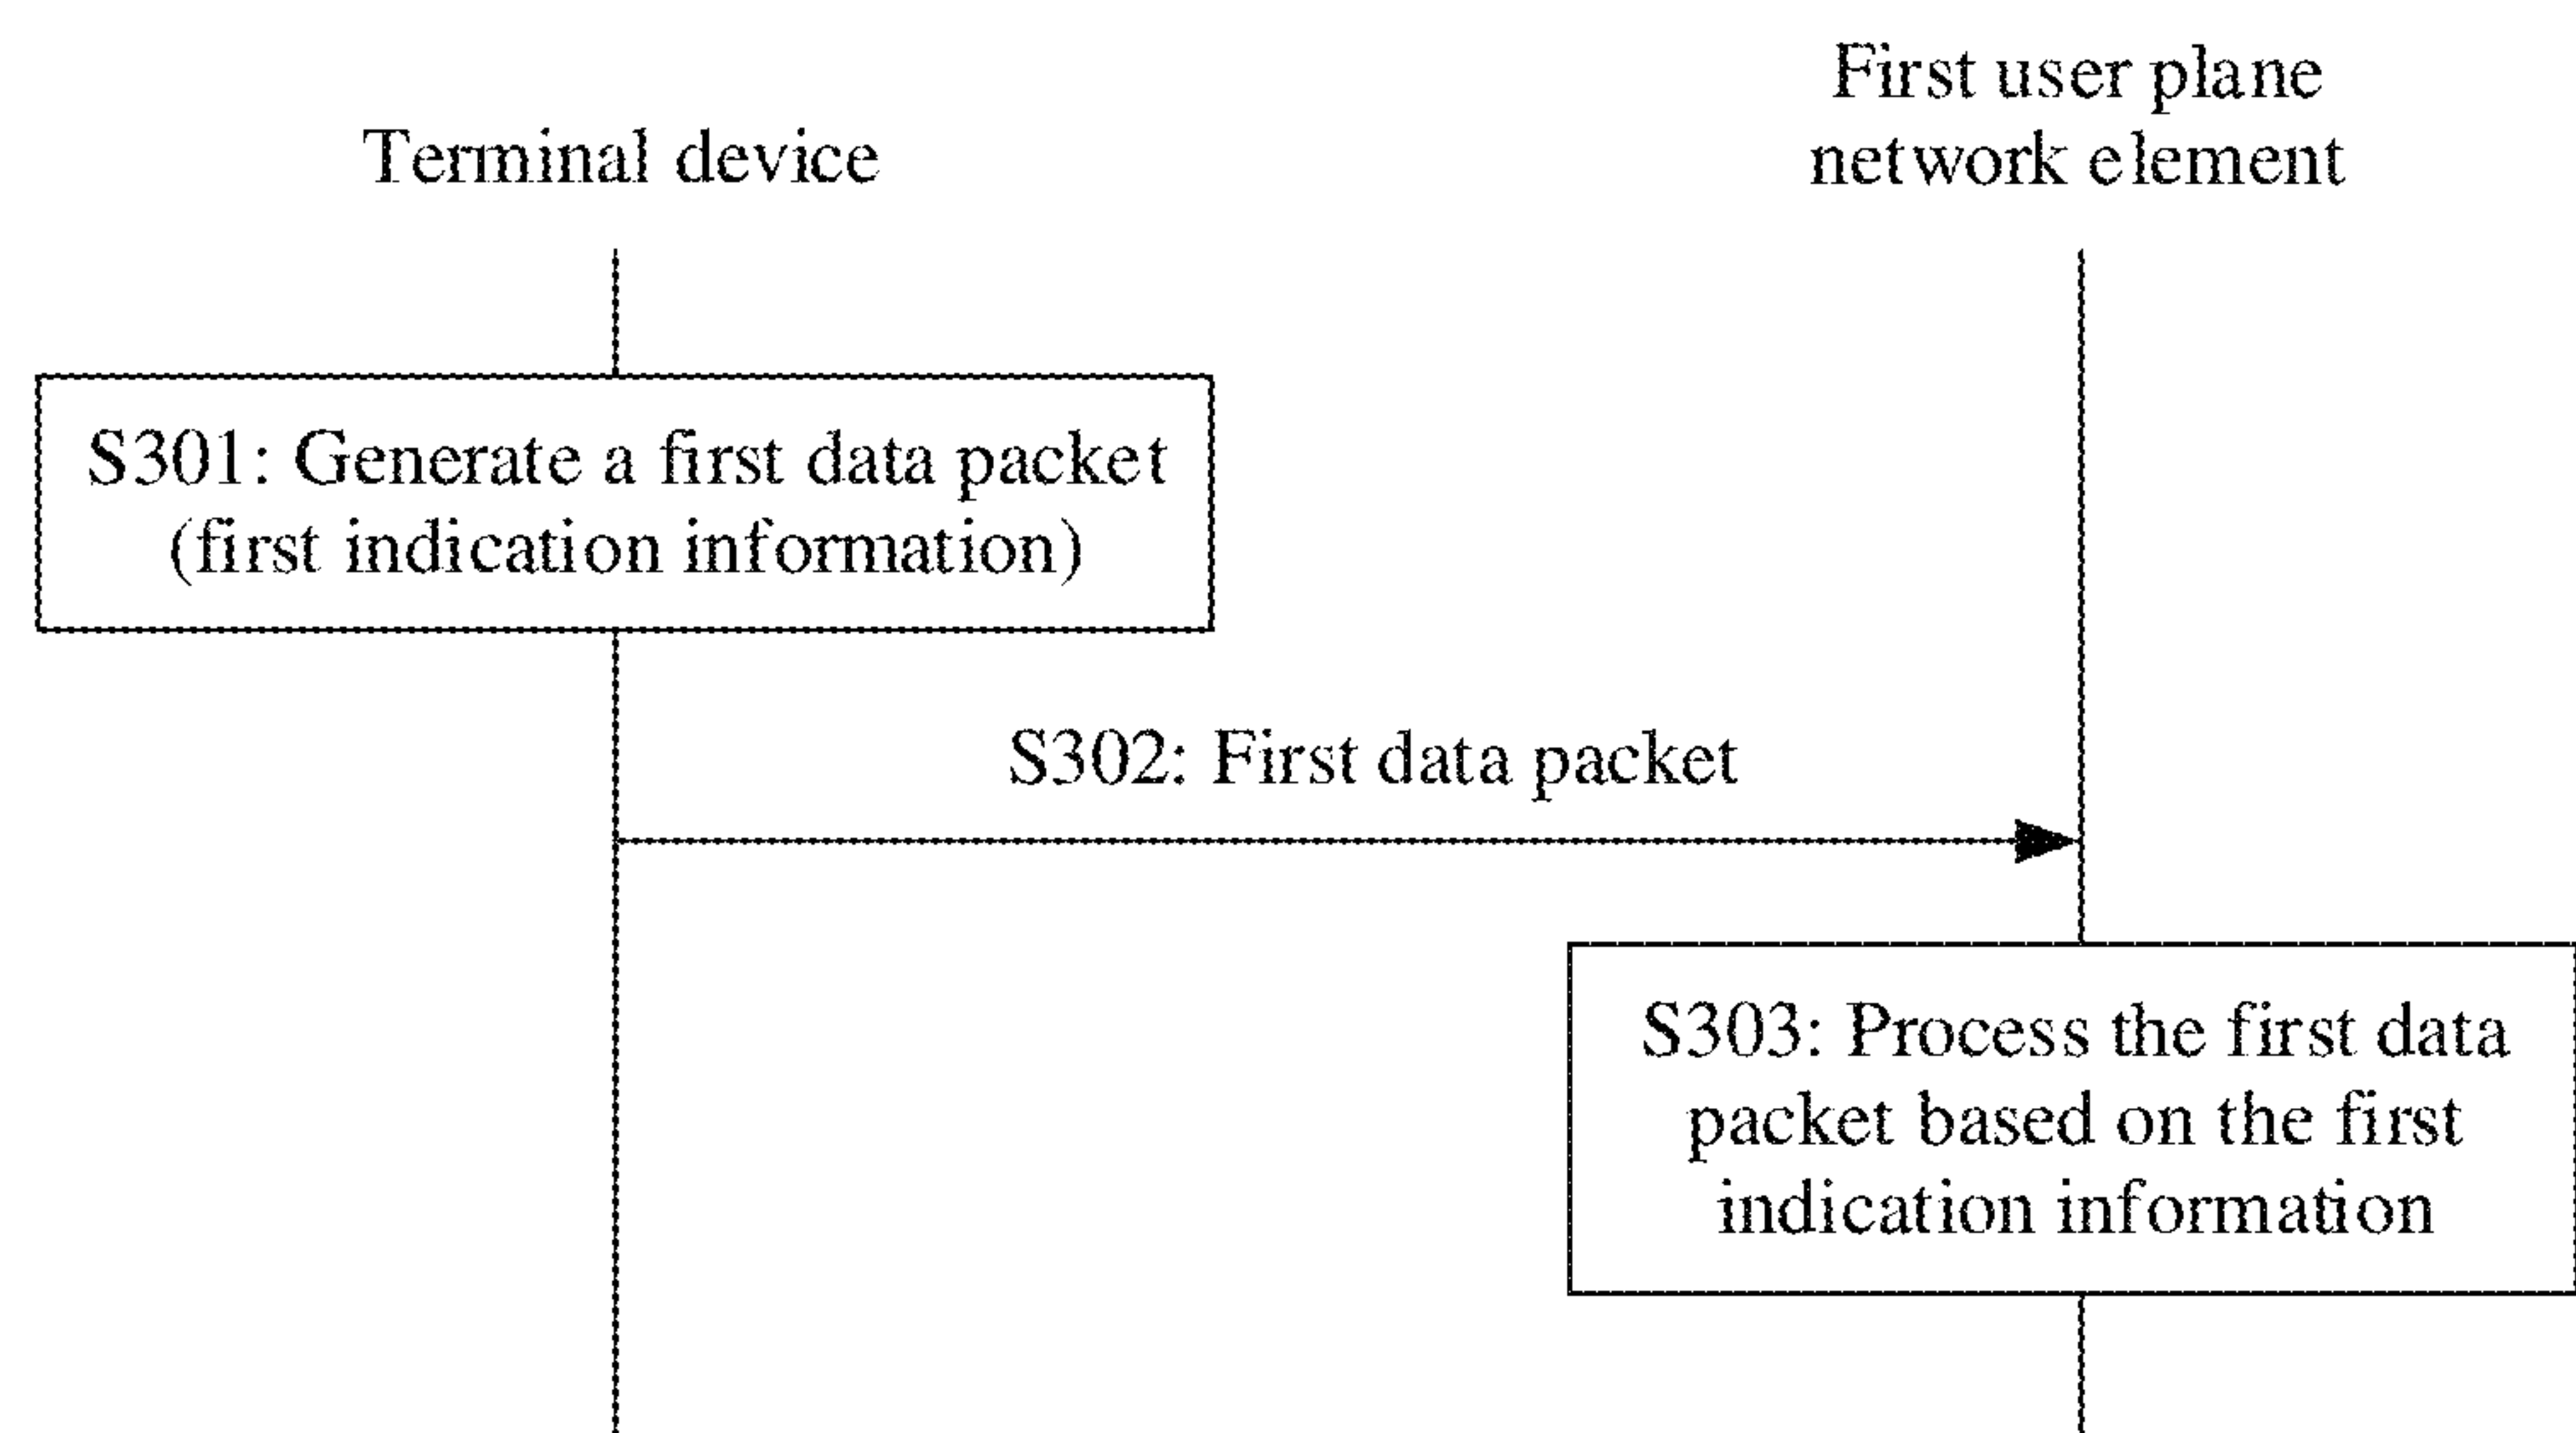 Terminal device
First user plane
network element
S301: Generate a first data packet
(first indication information)
S302: First data packet
S303: Process the first data
packet based on the first
indication information